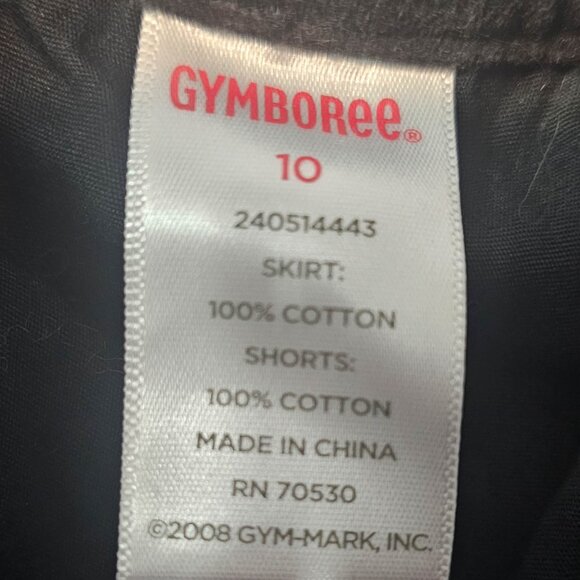 GYMBOREE®
10
240514443
SKIRT:
100% COTTON
SHORTS:
100% COTTON
MADE IN CHINA
RN 70530
©2008 GYM-MARK, INC.